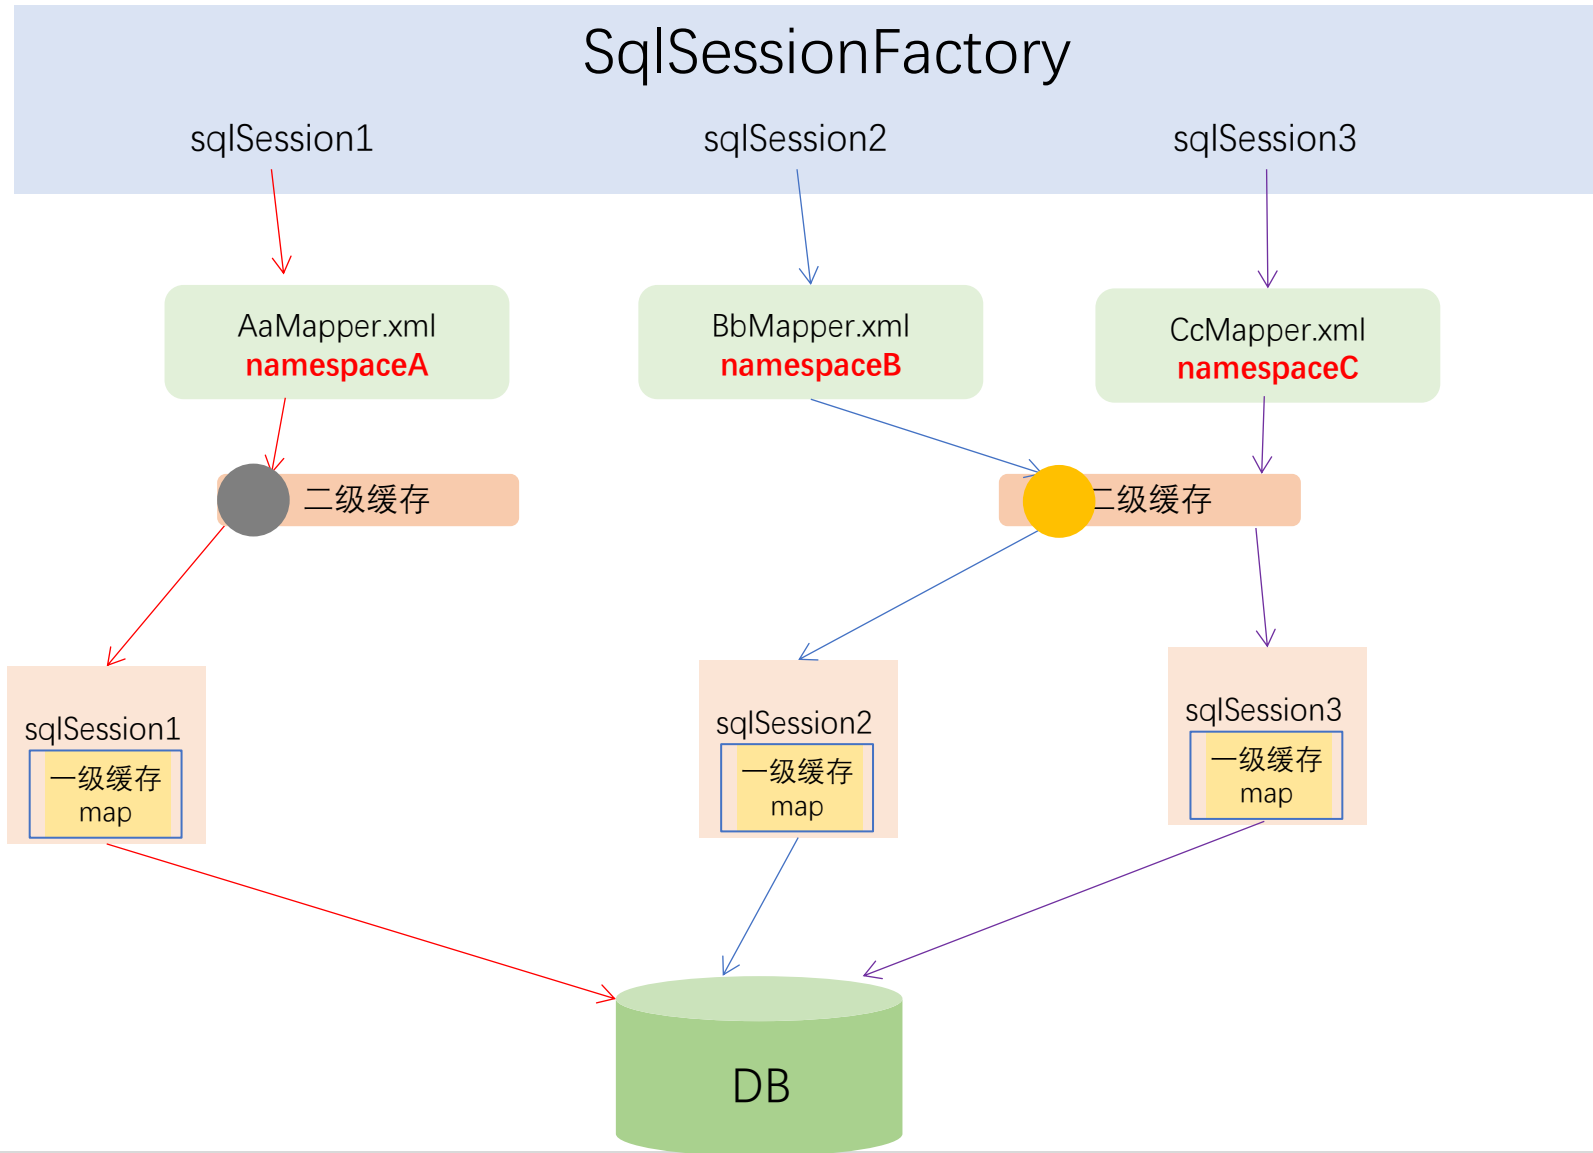 SqlSessionFactory
sqlSession1
sqlSession2
sqlSession3
AaMapper.xml
namespaceA
BbMapper.xml
namespaceB
CcMapper.xml
namespaceC
二级缓存
二级缓存
sqlSession1
一级缓存
map
sqlSession2
一级缓存
map
sqlSession3
一级缓存
map
DB